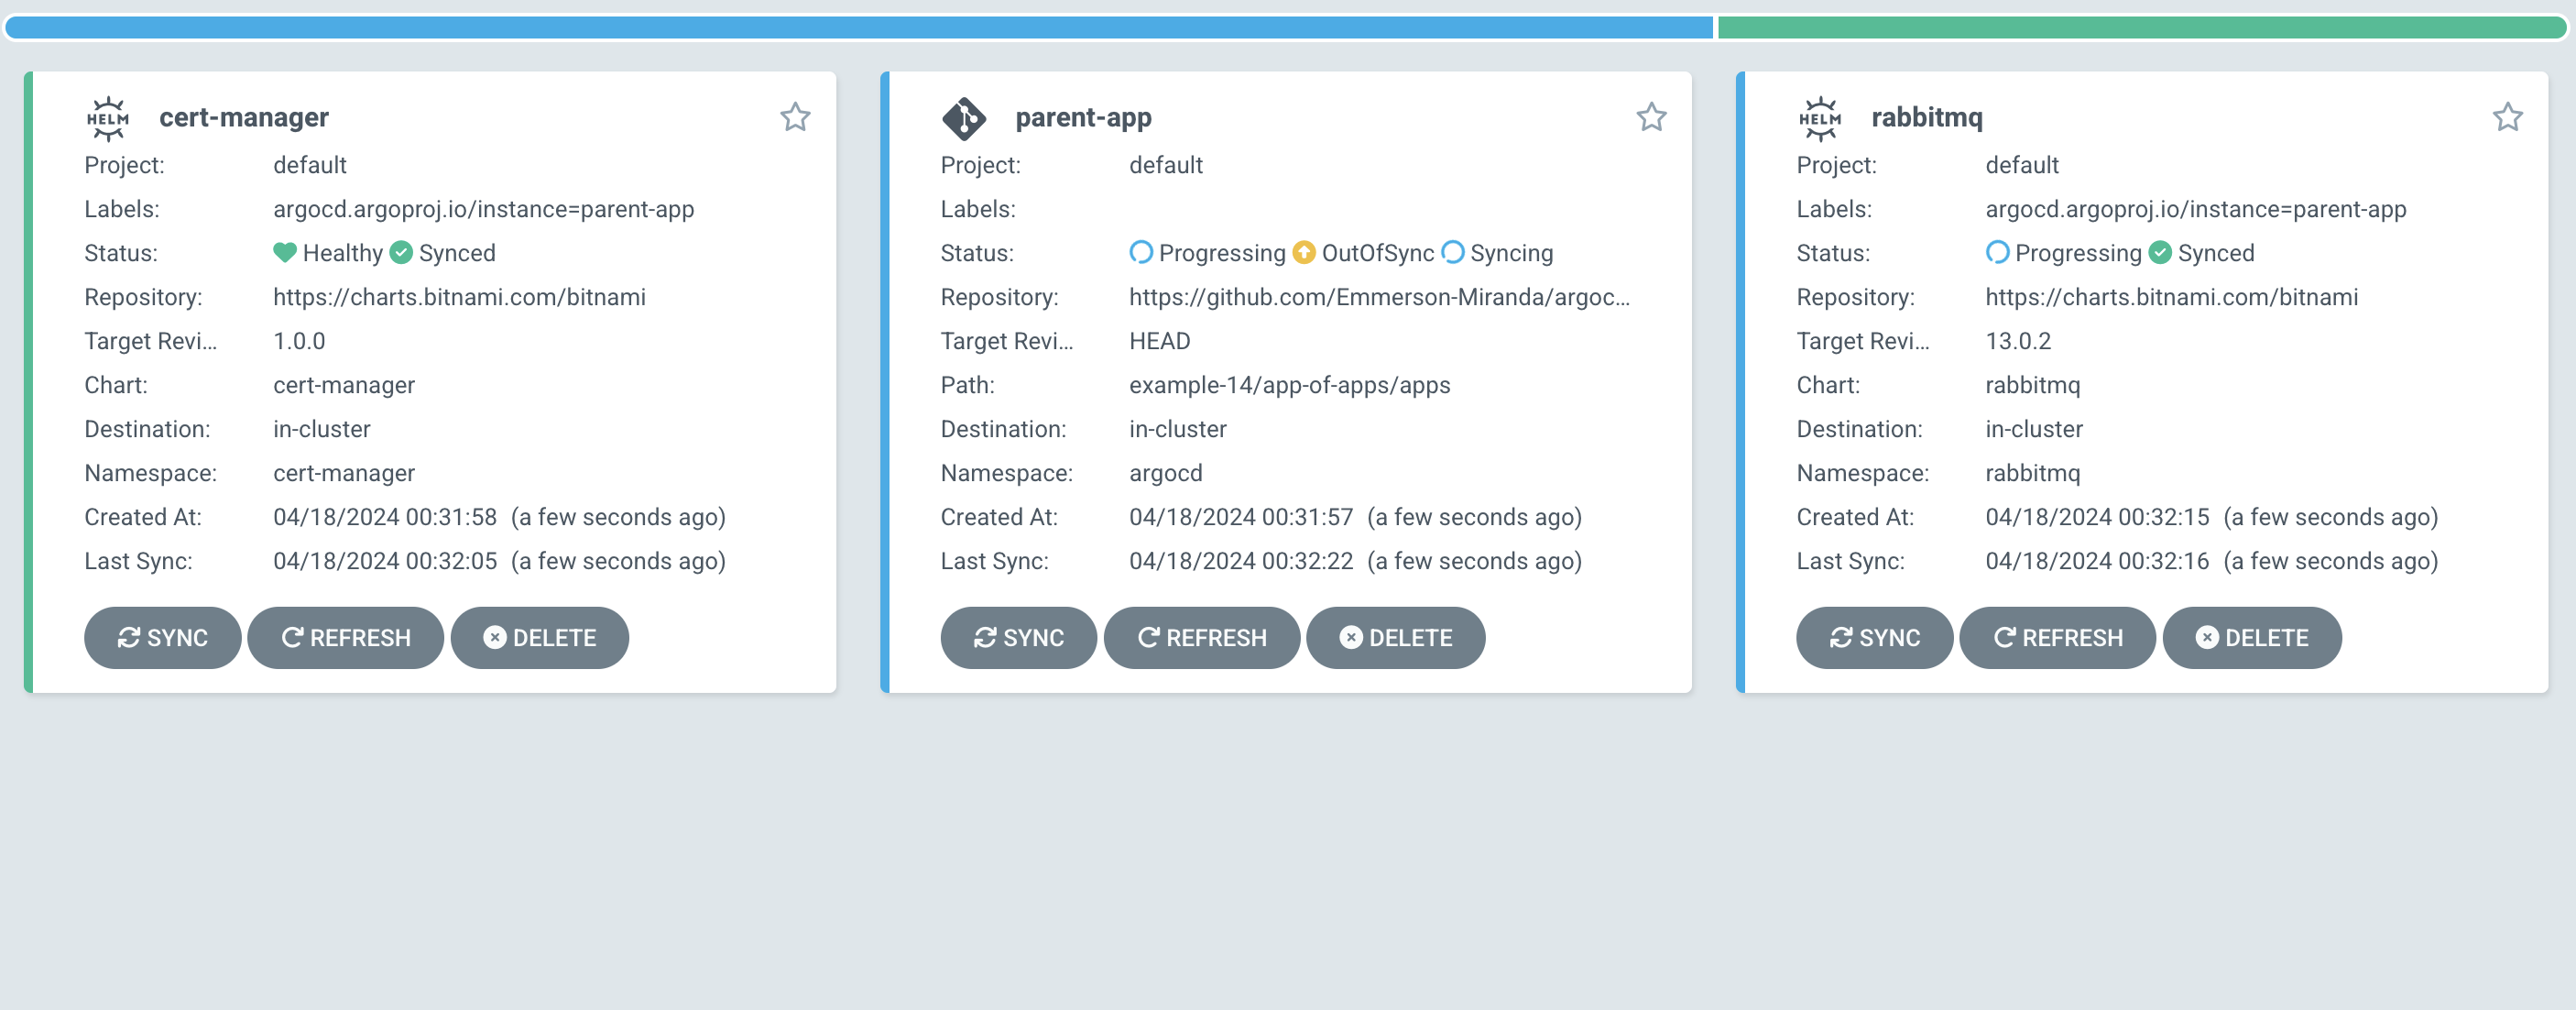 HELM cert-manager
Project: default
Labels: argocd.argoproj.io/instance=parent-app
Status: Healthy Synced
Repository: https://charts.bitnami.com/bitnami
Target Revi... 1.0.0
Chart: cert-manager
Destination: in-cluster
Namespace: cert-manager
Created At: 04/18/2024 00:31:58 (a few seconds ago)
Last Sync: 04/18/2024 00:32:05 (a few seconds ago)
SYNC REFRESH DELETE
parent-app
Project: default
Labels:
Status: Progressing OutOfSync Syncing
Repository: https://github.com/Emmerson-Miranda/argoc...
Target Revi... HEAD
Path: example-14/app-of-apps/apps
Destination: in-cluster
Namespace: argocd
Created At: 04/18/2024 00:31:57 (a few seconds ago)
Last Sync: 04/18/2024 00:32:22 (a few seconds ago)
SYNC REFRESH DELETE
HELM rabbitmq
Project: default
Labels: argocd.argoproj.io/instance=parent-app
Status: Progressing Synced
Repository: https://charts.bitnami.com/bitnami
Target Revi... 13.0.2
Chart: rabbitmq
Destination: in-cluster
Namespace: rabbitmq
Created At: 04/18/2024 00:32:15 (a few seconds ago)
Last Sync: 04/18/2024 00:32:16 (a few seconds ago)
SYNC REFRESH DELETE